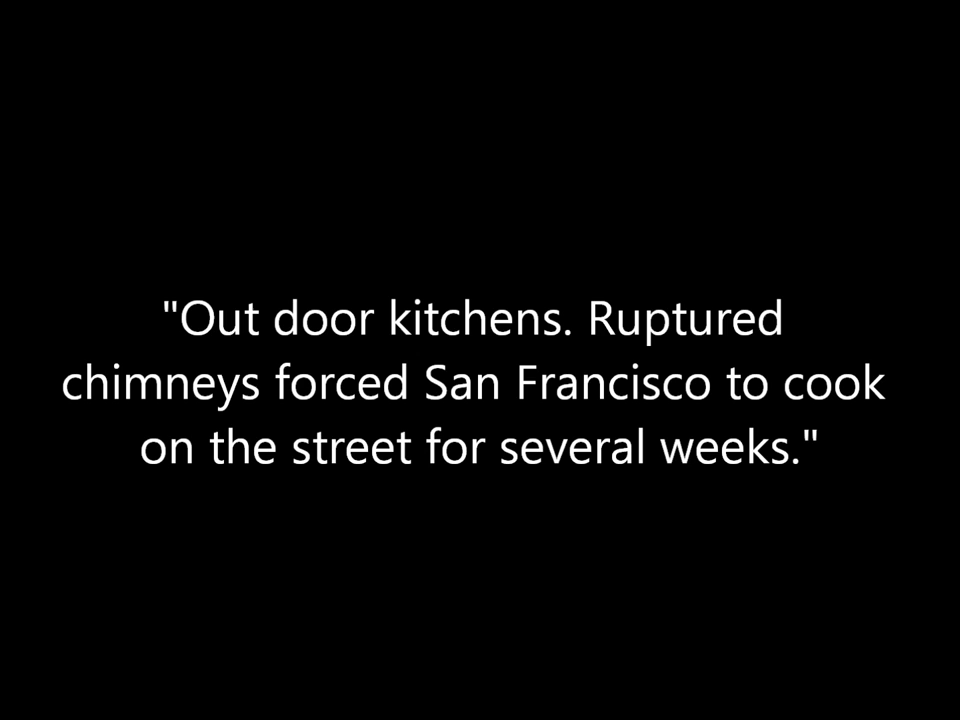 "Out door kitchens. Ruptured
chimneys forced San Francisco to cook
on the street for several weeks."